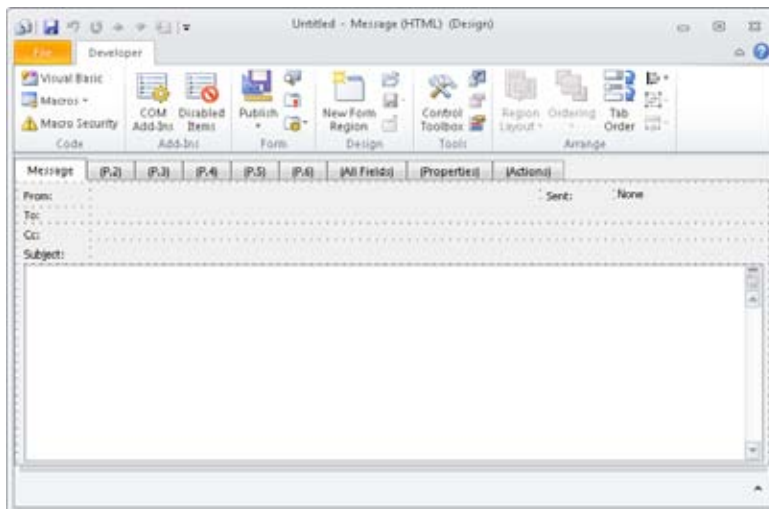 Untitled - Message (HTML) (Design)
File Developer
Visual Basic
Macros
Macro Security
Code
COM Add-Ins
Disabled Items
Add-Ins
Publish
Form
New Form Region
Design
Control Toolbox
Tools
Region Layout
Ordering
Tab Order
Arrange
Message (P.2) (P.3) (P.4) (P.5) (P.6) (All Fields) (Properties) (Actions)
From: Sent: None
To:
Cc:
Subject: